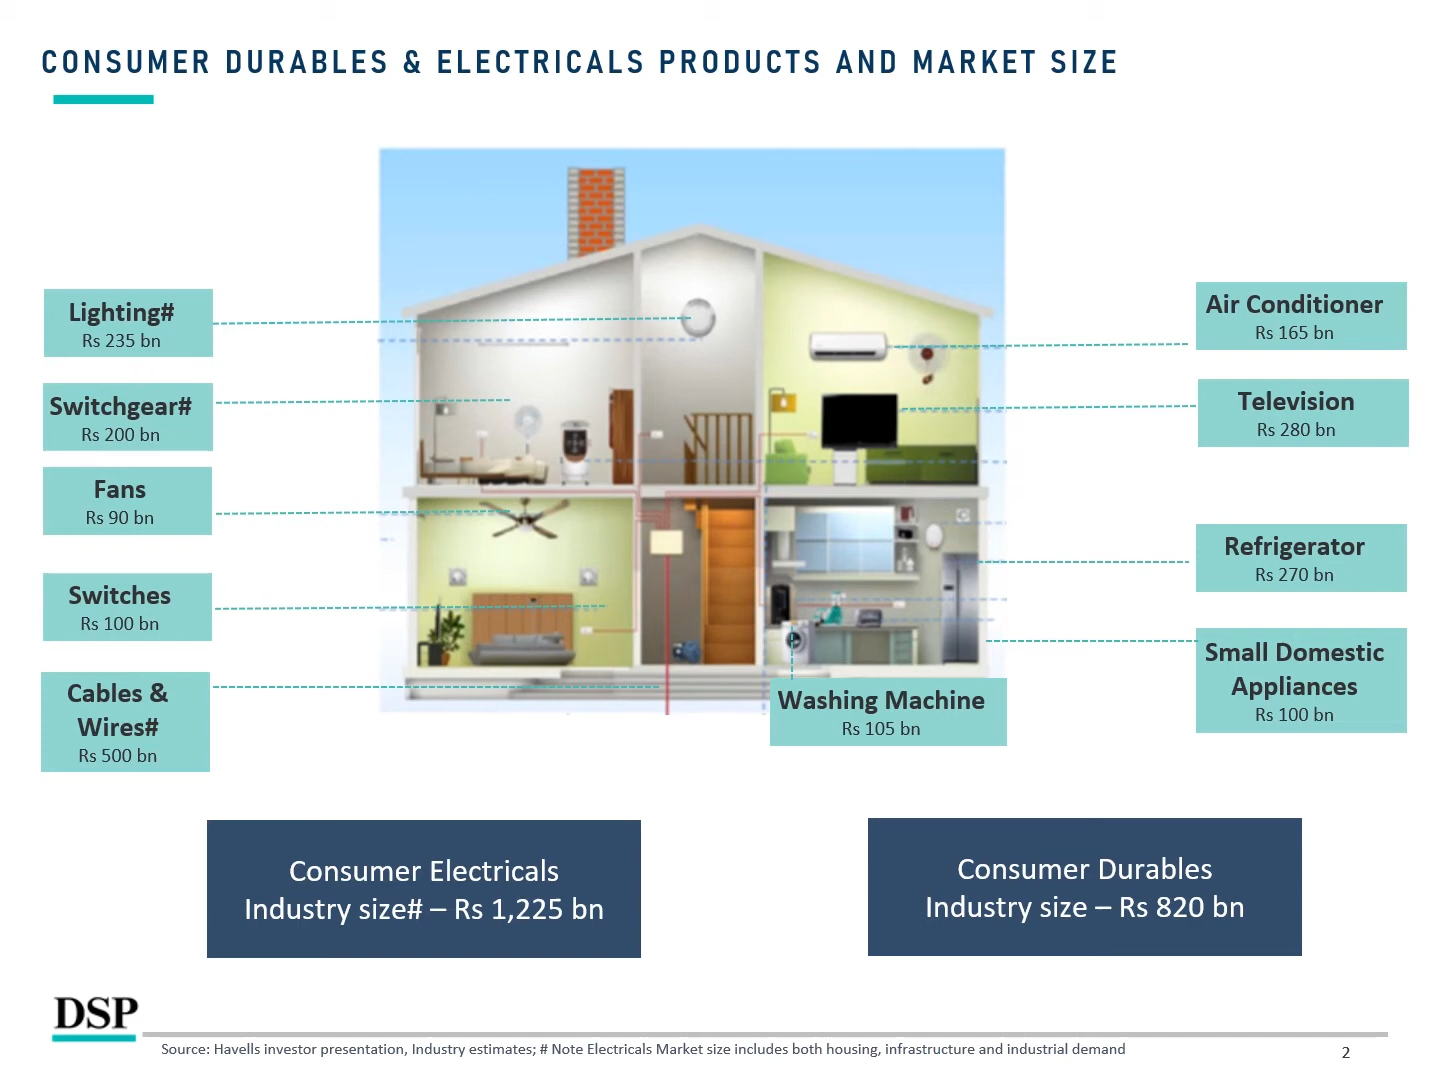 CONSUMER DURABLES & ELECTRICALS PRODUCTS AND MARKET SIZE
Lighting#
Rs 235 bn
Switchgear#
Rs 200 bn
Fans
Rs 90 bn
Switches
Rs 100 bn
Cables &
Wires#
Rs 500 bn
Air Conditioner
Rs 165 bn
Television
Rs 280 bn
Refrigerator
Rs 270 bn
Small Domestic
Appliances
Rs 100 bn
Washing Machine
Rs 105 bn
Consumer Electricals
Industry size# – Rs 1,225 bn
Consumer Durables
Industry size – Rs 820 bn
DSP
Source: Havells investor presentation, Industry estimates; # Note Electricals Market size includes both housing, infrastructure and industrial demand
2